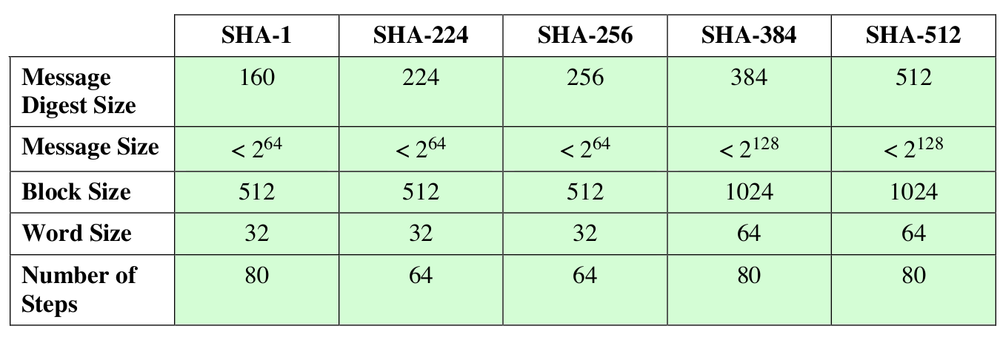 SHA-1 SHA-224 SHA-256 SHA-384 SHA-512
Message
Digest Size 160 224 256 384 512
Message Size < 2^64 < 2^64 < 2^64 < 2^128 < 2^128
Block Size 512 512 512 1024 1024
Word Size 32 32 32 64 64
Number of
Steps 80 64 64 80 80